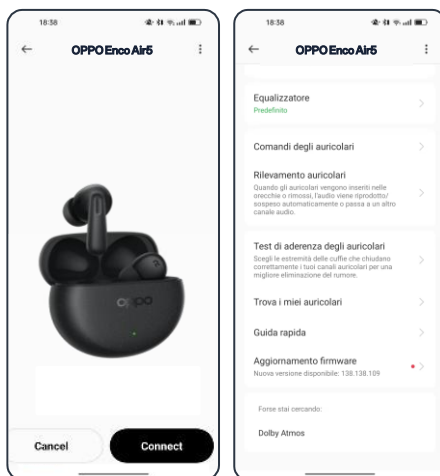 18:38
OPPO Enco Air5
oppo
Cancel
Connect
18:38
OPPO Enco Air5
Equalizzatore
Predefinito
Comandi degli auricolari
Rilevamento auricolari
Quando gli auricolari vengono inseriti nelle
orecchie o rimossi, l'audio viene riprodotto/
sospeso automaticamente o passa a un altro
canale audio.
Test di aderenza degli auricolari
Scegli le estremità delle cuffie che chiudano
correttamente i tuoi canali auricolari per una
migliore eliminazione del rumore.
Trova i miei auricolari
Guida rapida
Aggiornamento firmware
Nuova versione disponibile: 138.138.109
Forse stai cercando:
Dolby Atmos